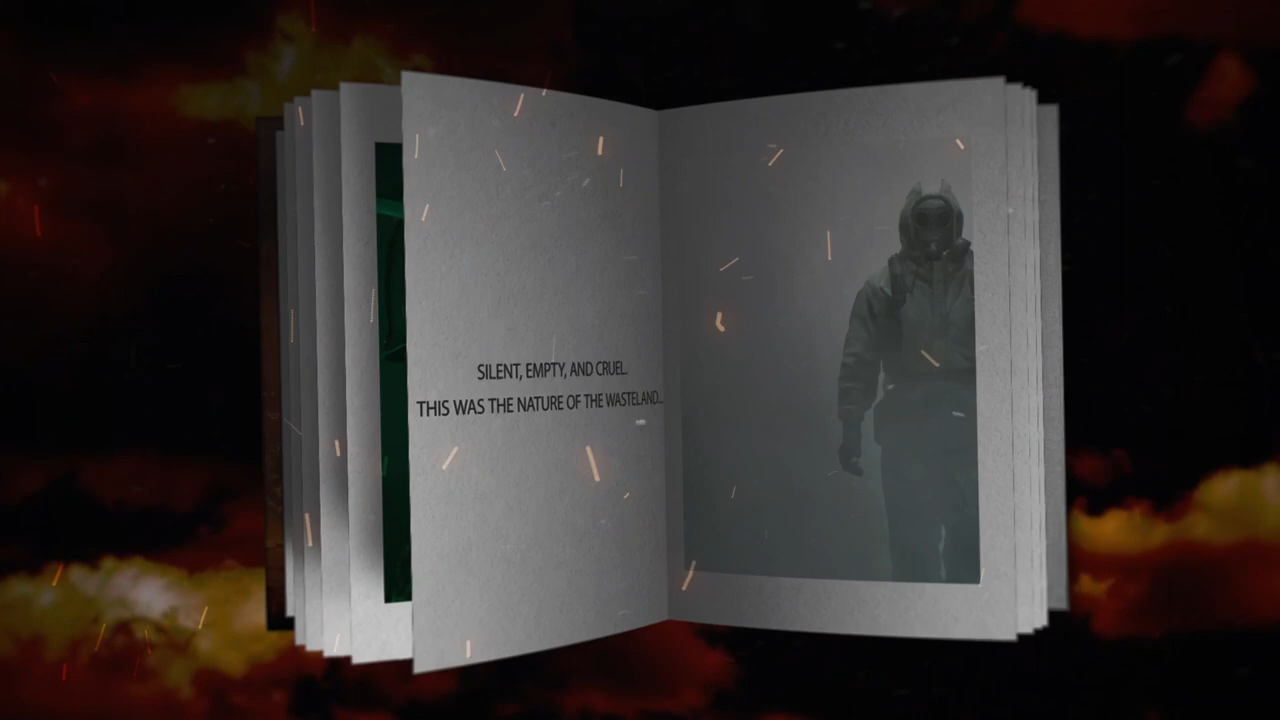 SILENT, EMPTY, AND CRUEL.
THIS WAS THE NATURE OF THE WASTELAND...